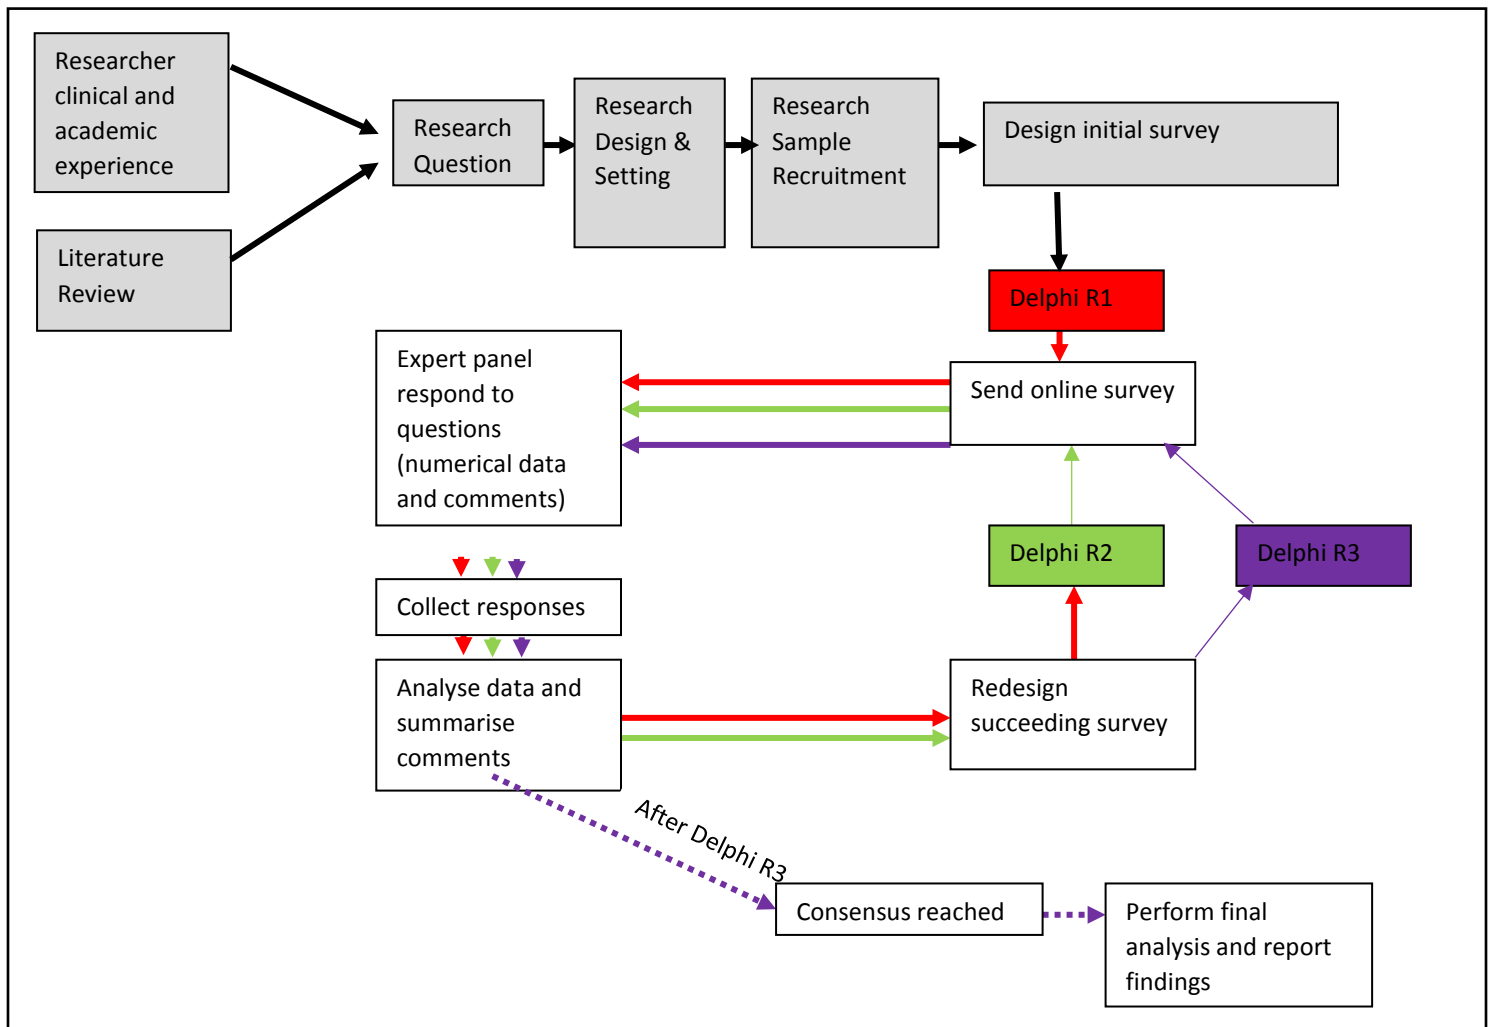 Researcher
clinical and
academic
experience
Literature
Review
Research
Question
Research
Design &
Setting
Research
Sample
Recruitment
Design initial survey
Delphi R1
Send online survey
Expert panel
respond to
questions
(numerical data
and comments)
Collect responses
Analyse data and
summarise
comments
Redesign
succeeding survey
Delphi R2
Delphi R3
After Delphi R3
Consensus reached
Perform final
analysis and report
findings